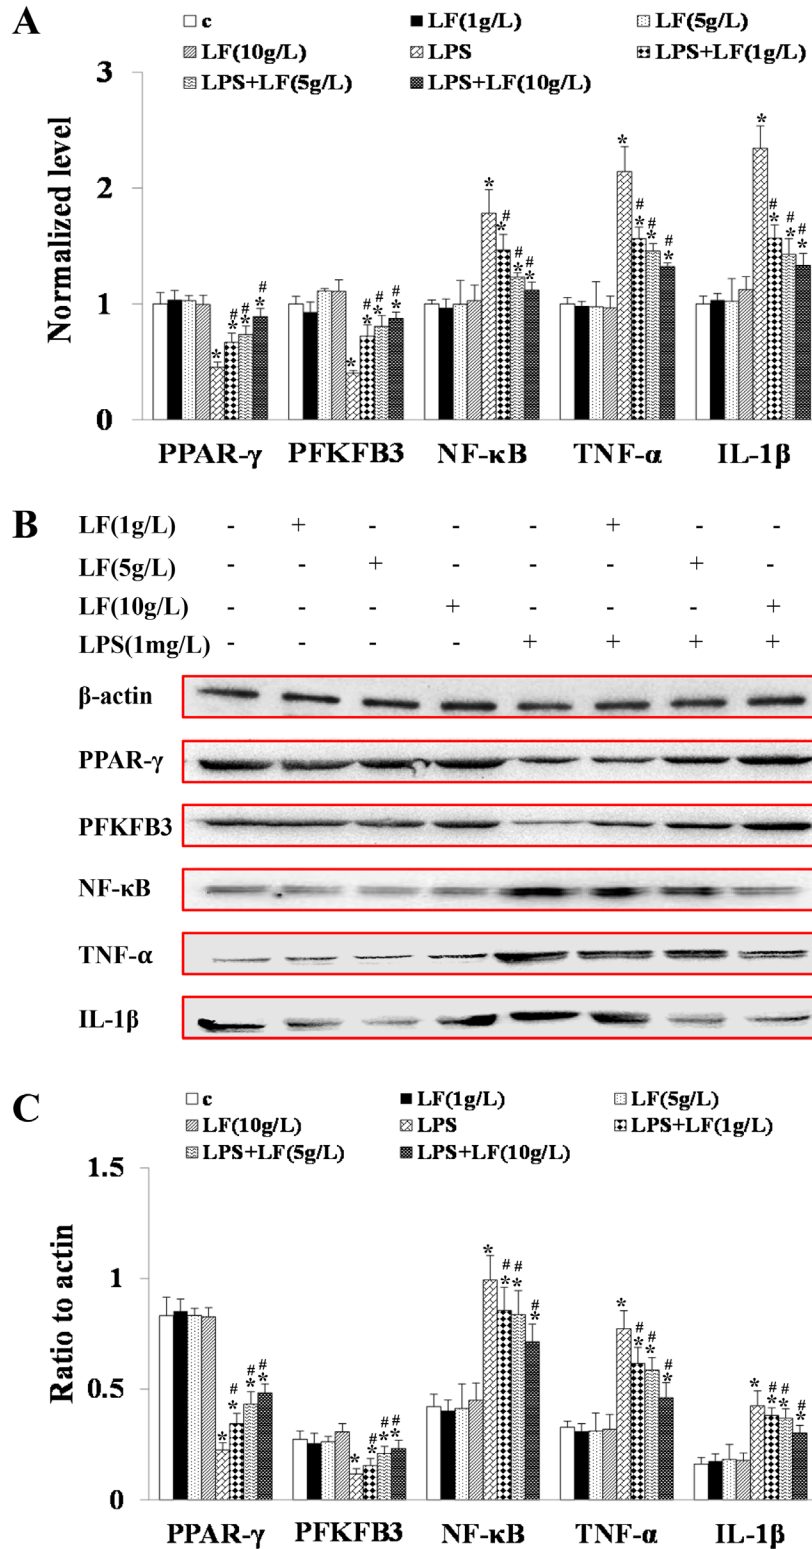 A
c LF(1g/L) LF(5g/L)
LF(10g/L) LPS LPS+LF(1g/L)
LPS+LF(5g/L) LPS+LF(10g/L)
3
2
1
0
Normalized level
*
* # * # * # *
*
* # * # * # *
*
* # * # * # *
*
* # * # * # *
*
* # * # * # *
PPAR-γ PFKFB3 NF-κB TNF-α IL-1β
B
LF(1g/L) - + - - - + - -
LF(5g/L) - - + - - - + -
LF(10g/L) - - - + - - - +
LPS(1mg/L) - - - - + + + +
β-actin
PPAR-γ
PFKFB3
NF-κB
TNF-α
IL-1β
C
c LF(1g/L) LF(5g/L)
LF(10g/L) LPS LPS+LF(1g/L)
LPS+LF(5g/L) LPS+LF(10g/L)
1.5
1
0.5
0
Ratio to actin
* #* #* #*
* #* #* #*
* #* #* #*
* #* #* #*
* #* #* #*
PPAR-γ PFKFB3 NF-κB TNF-α IL-1β